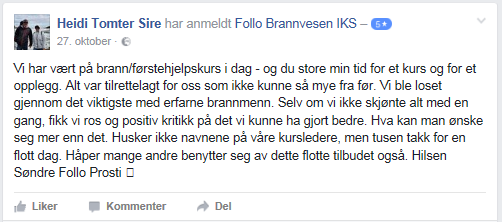 Heidi Tomter Sire har anmeldt Follo Brannvesen IKS – 5★
27. oktober ·
Vi har vært på brann/førstehjelpskurs i dag - og du store min tid for et kurs og for et
opplegg. Alt var tilrettelagt for oss som ikke kunne så mye fra før. Vi ble loset
gjennom det viktigste med erfarne brannmenn. Selv om vi ikke skjønte alt med en
gang, fikk vi ros og positiv kritikk på det vi kunne ha gjort bedre. Hva kan man ønske
seg mer enn det. Husker ikke navnene på våre kursledere, men tusen takk for en
flott dag. Håper mange andre benytter seg av dette flotte tilbudet også. Hilsen
Søndre Follo Prosti
Liker Kommenter Del